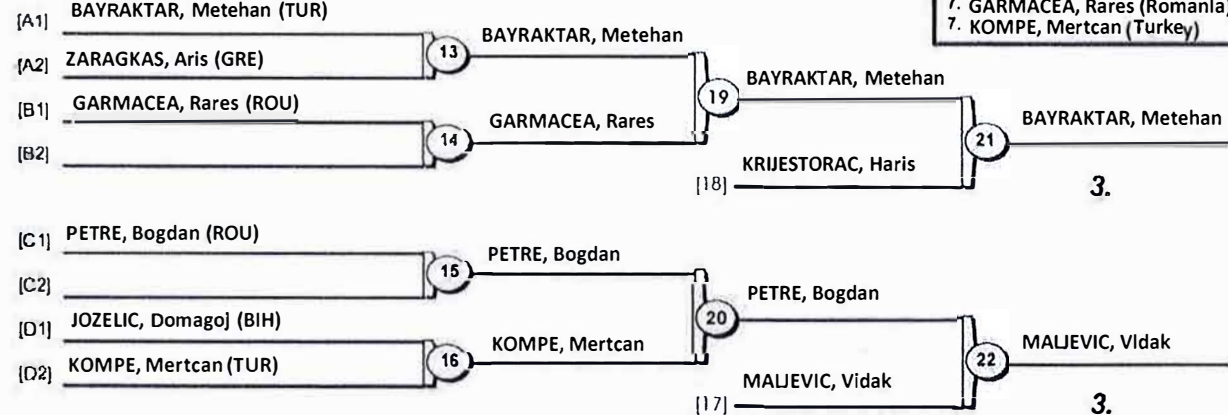 7. GARMACEA, Rares (Romania)
7. KOMPE, Mertcan (Turkey)
[A1] BAYRAKTAR, Metehan (TUR)
13 BAYRAKTAR, Metehan
[A2] ZARAGKAS, Aris (GRE)
19 BAYRAKTAR, Metehan
[B1] GARMACEA, Rares (ROU)
14 GARMACEA, Rares
21 BAYRAKTAR, Metehan
[B2]
[18] KRIJESTORAC, Haris
3.
[C1] PETRE, Bogdan (ROU)
15 PETRE, Bogdan
[C2]
20 PETRE, Bogdan
[D1] JOZELIC, Domagoj (BIH)
16 KOMPE, Mertcan
22 MALJEVIC, Vidak
[D2] KOMPE, Mertcan (TUR)
[17] MALJEVIC, Vidak
3.